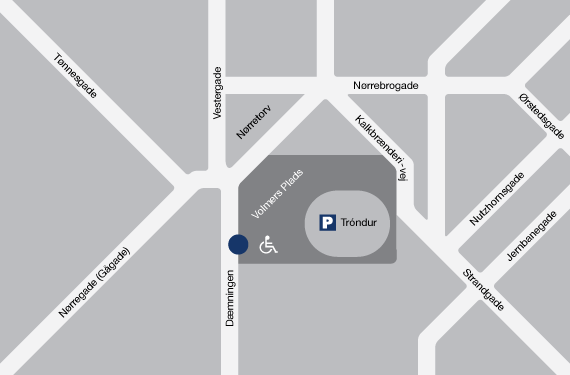 Tønnesgade
Vestergade
Nørrebrogade
Nørretorv
Kalkbrænderi-vej
Ørstedsgade
Volmers Plads
P Tróndur
Nutzhornsgade
Jernbanegade
Nørregade (Gågade)
Dæmningen
Strandgade